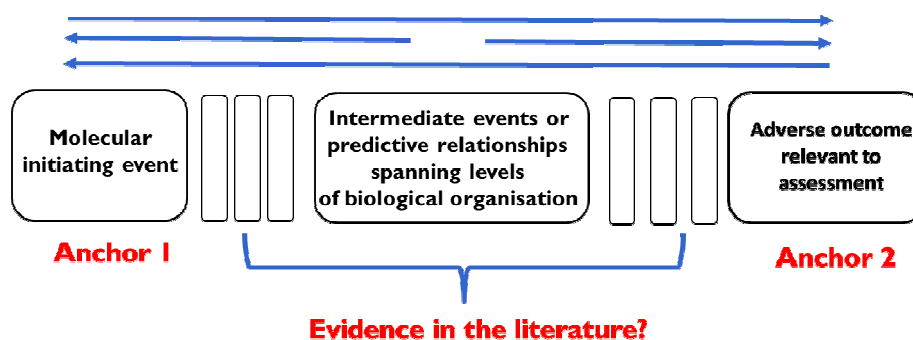 Molecular
initiating event
Intermediate events or
predictive relationships
spanning levels
of biological organisation
Adverse outcome
relevant to
assessment
Anchor 1
Anchor 2
Evidence in the literature?